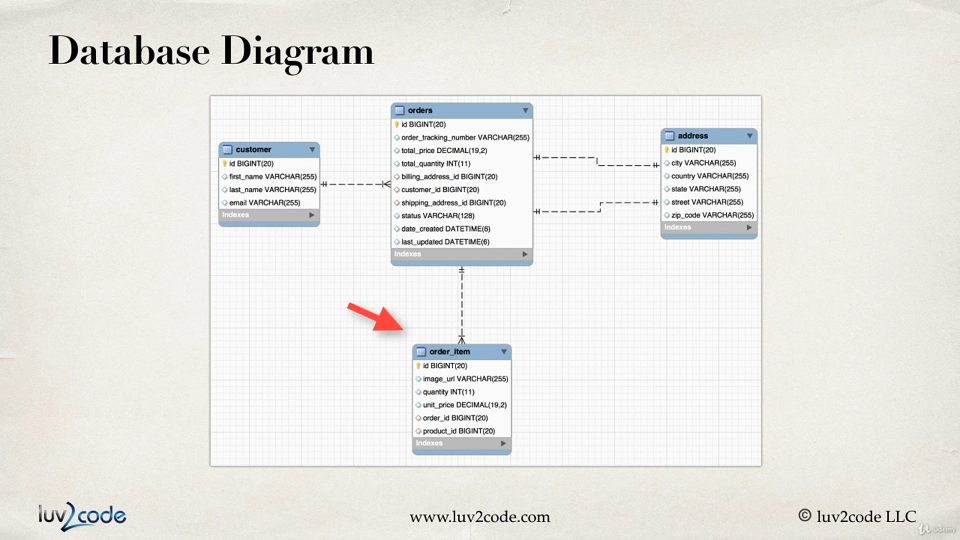 Database Diagram
orders
id BIGINT(20)
order_tracking_number VARCHAR(255)
total_price DECIMAL(19,2)
total_quantity INT(11)
billing_address_id BIGINT(20)
customer_id BIGINT(20)
shipping_address_id BIGINT(20)
status VARCHAR(128)
date_created DATETIME(6)
last_updated DATETIME(6)
Indexes
customer
id BIGINT(20)
first_name VARCHAR(255)
last_name VARCHAR(255)
email VARCHAR(255)
Indexes
address
id BIGINT(20)
city VARCHAR(255)
country VARCHAR(255)
state VARCHAR(255)
street VARCHAR(255)
zip_code VARCHAR(255)
Indexes
order_item
id BIGINT(20)
image_url VARCHAR(255)
quantity INT(11)
unit_price DECIMAL(19,2)
order_id BIGINT(20)
product_id BIGINT(20)
Indexes
luv2code
www.luv2code.com
© luv2code LLC
Udemy